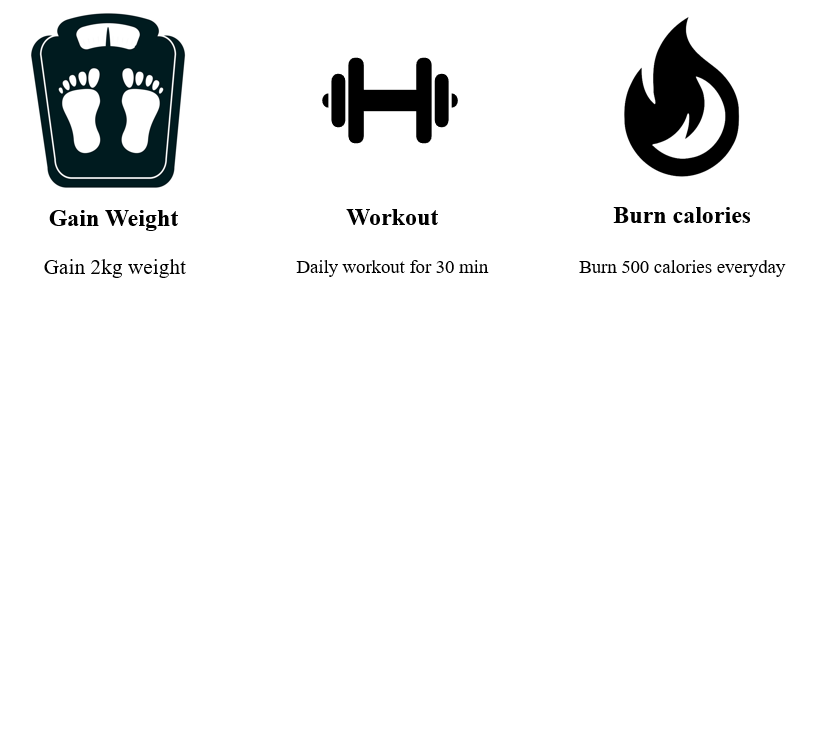 Gain Weight
Workout
Burn calories
Gain 2kg weight
Daily workout for 30 min
Burn 500 calories everyday